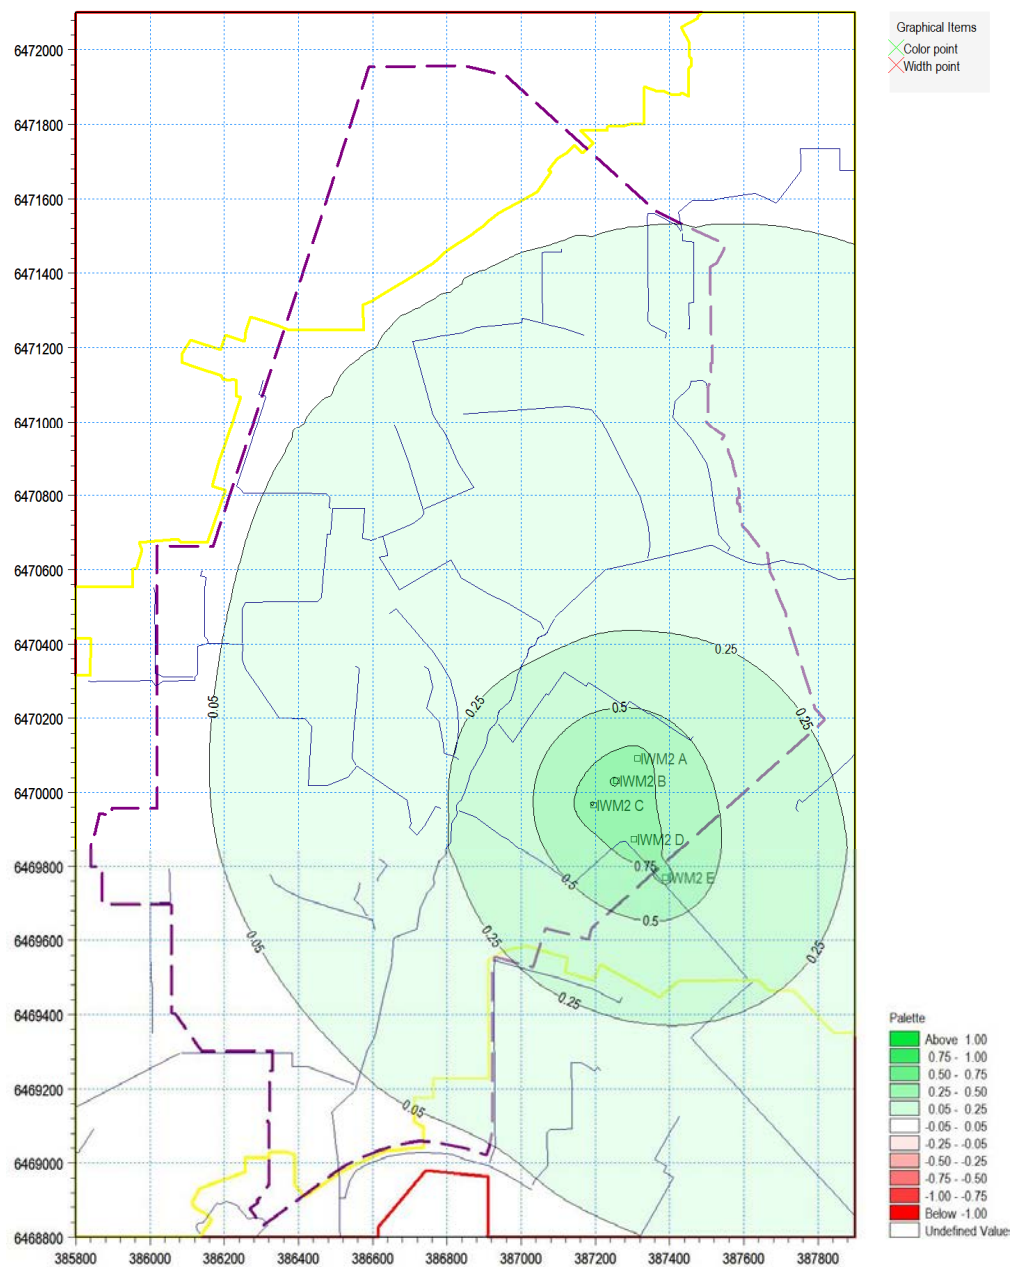 Graphical Items
Color point
Width point
6472000
6471800
6471600
6471400
6471200
6471000
6470800
6470600
6470400
6470200
6470000
6469800
6469600
6469400
6469200
6469000
6468800
0.25
0.25
0.25
0.05
0.5
IWM2 A
IWM2 B
IWM2 C
IWM2 D
0.75
IWM2 E
0.5
0.5
0.05
0.25
0.25
0.25
0.05
Palette
Above 1.00
0.75 - 1.00
0.50 - 0.75
0.25 - 0.50
0.05 - 0.25
-0.05 - 0.05
-0.25 - -0.05
-0.50 - -0.25
-0.75 - -0.50
-1.00 - -0.75
Below -1.00
Undefined Value
385800 386000 386200 386400 386600 386800 387000 387200 387400 387600 387800